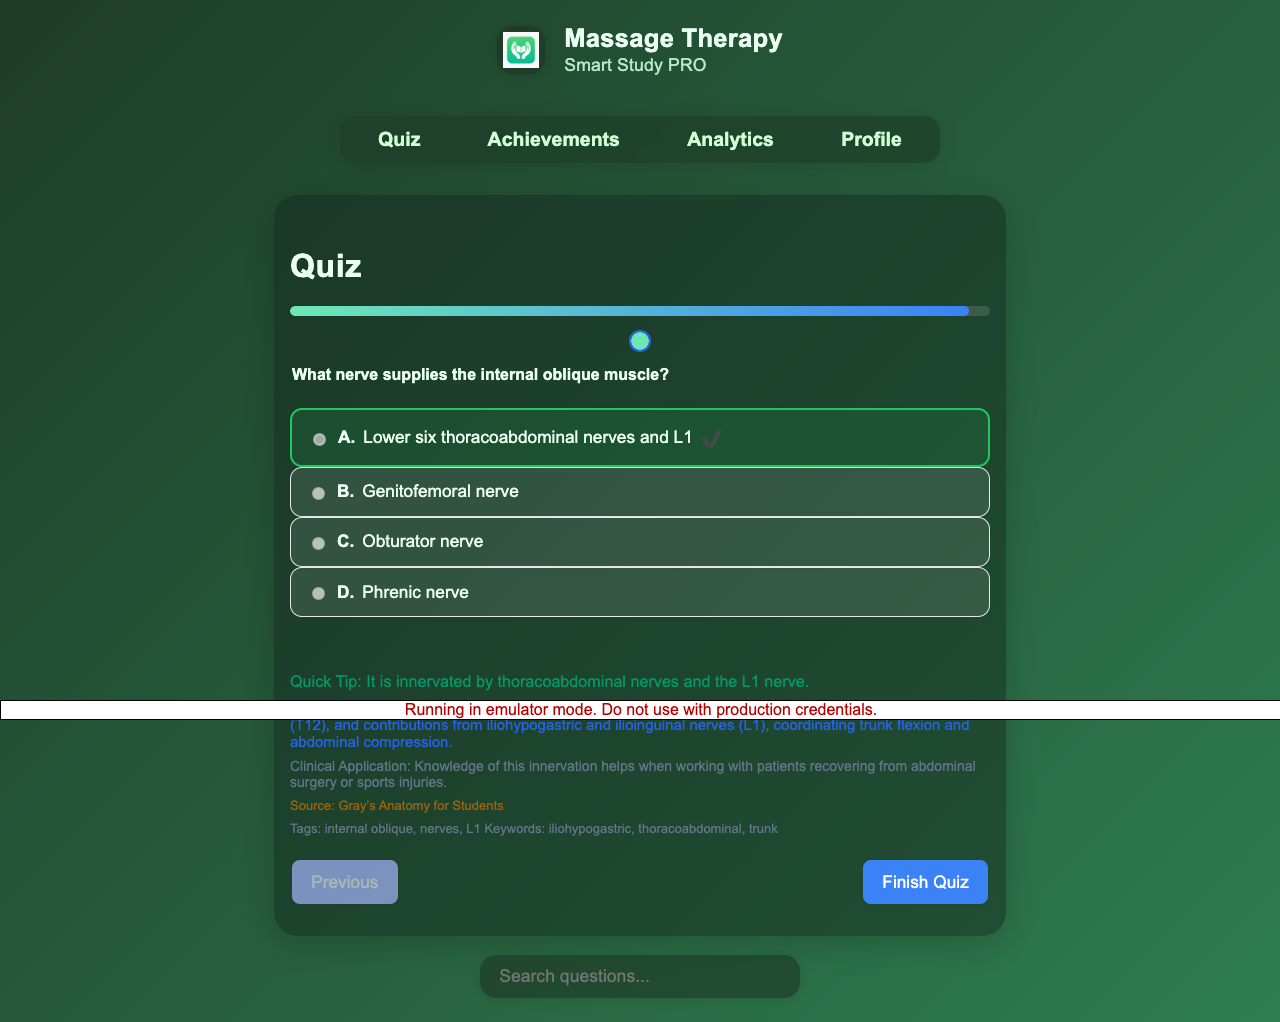 Massage Therapy
Smart Study PRO
Quiz Achievements Analytics Profile
Quiz
What nerve supplies the internal oblique muscle?
A. Lower six thoracoabdominal nerves and L1 ✔
B. Genitofemoral nerve
C. Obturator nerve
D. Phrenic nerve
Quick Tip: It is innervated by thoracoabdominal nerves and the L1 nerve.
Running in emulator mode. Do not use with production credentials.
(T12), and contributions from iliohypogastric and ilioinguinal nerves (L1), coordinating trunk flexion and
abdominal compression.
Clinical Application: Knowledge of this innervation helps when working with patients recovering from abdominal
surgery or sports injuries.
Source: Gray's Anatomy for Students
Tags: internal oblique, nerves, L1 Keywords: iliohypogastric, thoracoabdominal, trunk
Previous Finish Quiz
Search questions...